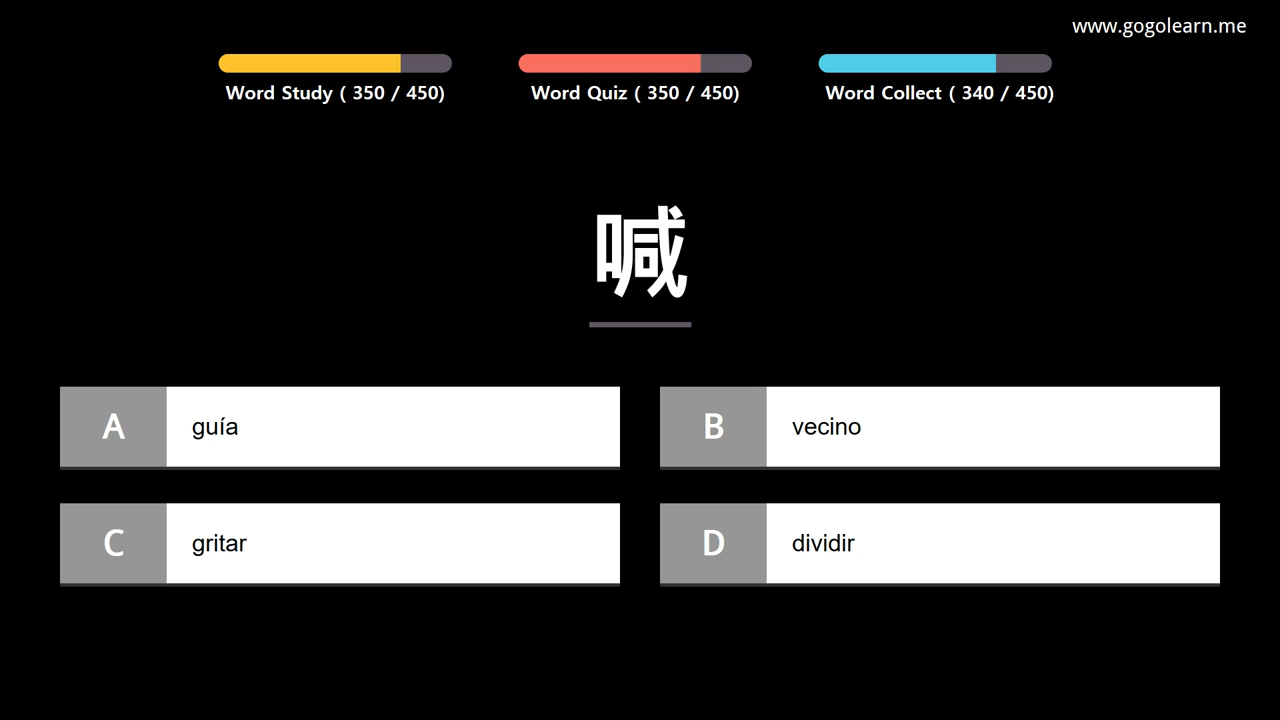 www.gogolearn.me
Word Study ( 350 / 450)
Word Quiz ( 350 / 450)
Word Collect ( 340 / 450)
喊
A guía
B vecino
C gritar
D dividir